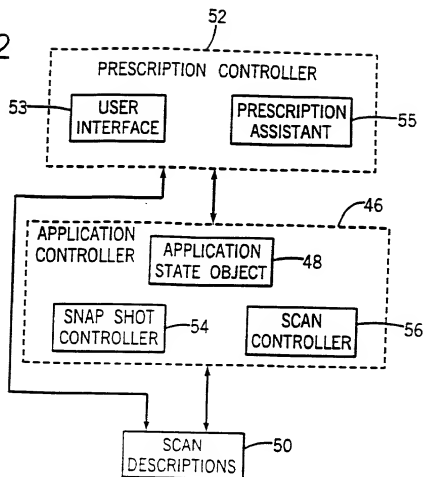 52
2
PRESCRIPTION CONTROLLER
53
USER
INTERFACE
PRESCRIPTION
ASSISTANT
55
46
APPLICATION
CONTROLLER
APPLICATION
STATE OBJECT
48
SNAP SHOT
CONTROLLER
54
SCAN
CONTROLLER
56
SCAN
DESCRIPTIONS
50